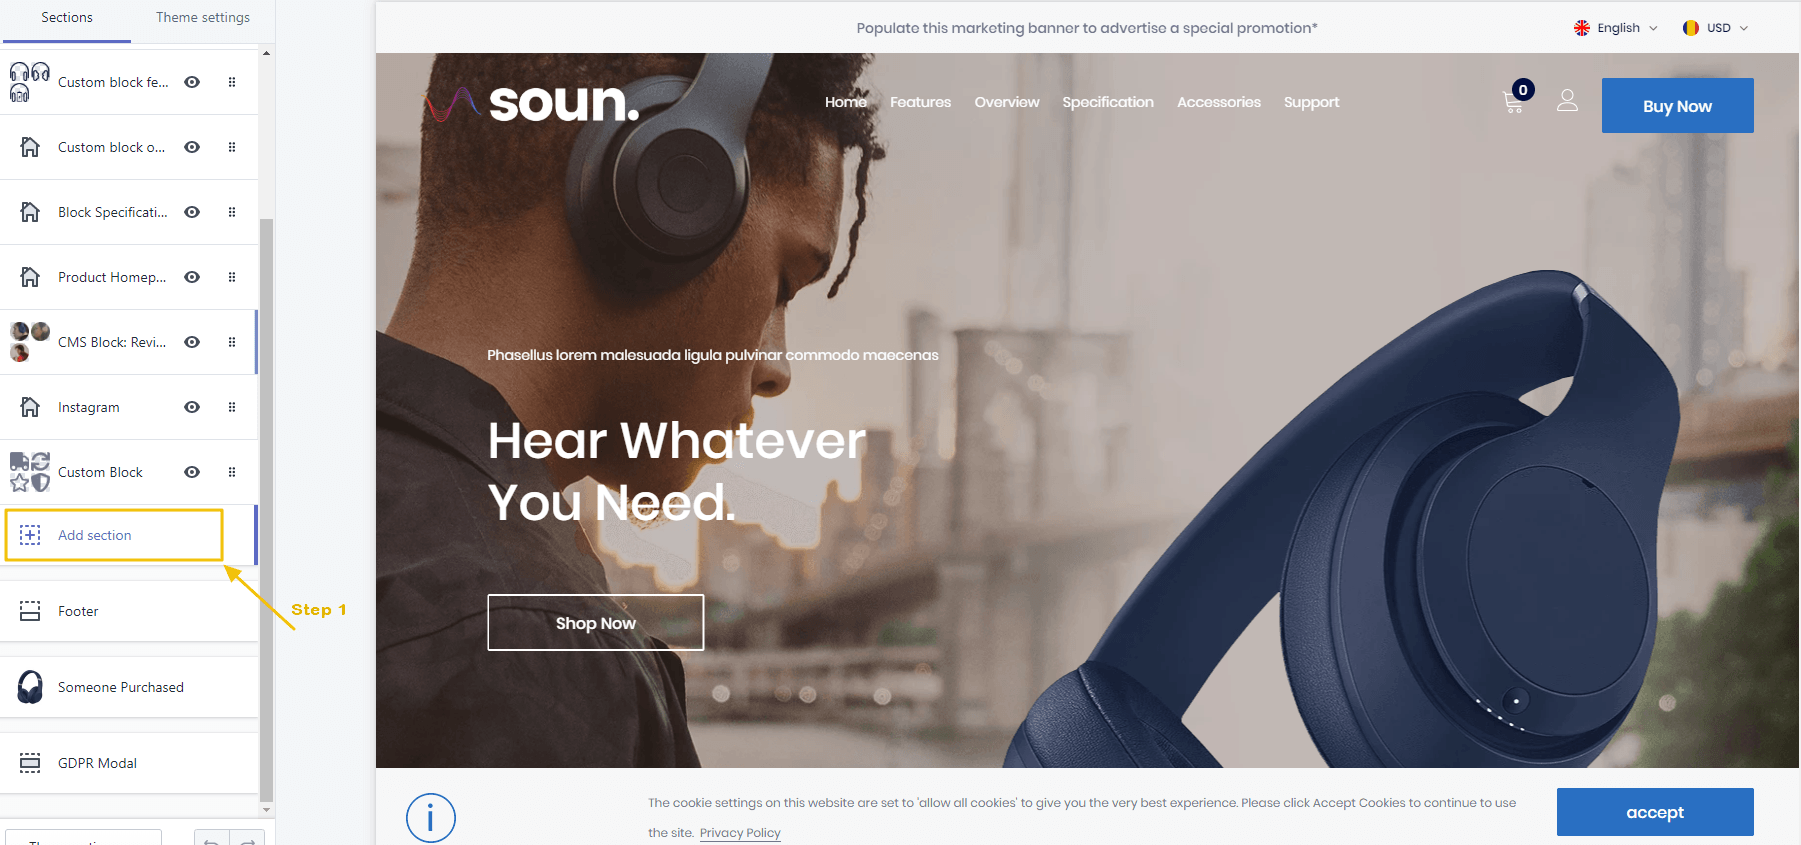 Sections
Theme settings
Custom block fe...
Custom block o...
Block Specificati...
Product Homep...
CMS Block: Revi...
Instagram
Custom Block
Add section
Step 1
Footer
Someone Purchased
GDPR Modal
Populate this marketing banner to advertise a special promotion*
English
USD
soun.
Home
Features
Overview
Specification
Accessories
Support
0
Buy Now
Phasellus lorem malesuada ligula pulvinar commodo maecenas
Hear Whatever
You Need.
Shop Now
The cookie settings on this website are set to 'allow all cookies' to give you the very best experience. Please click Accept Cookies to continue to use
the site. Privacy Policy
accept